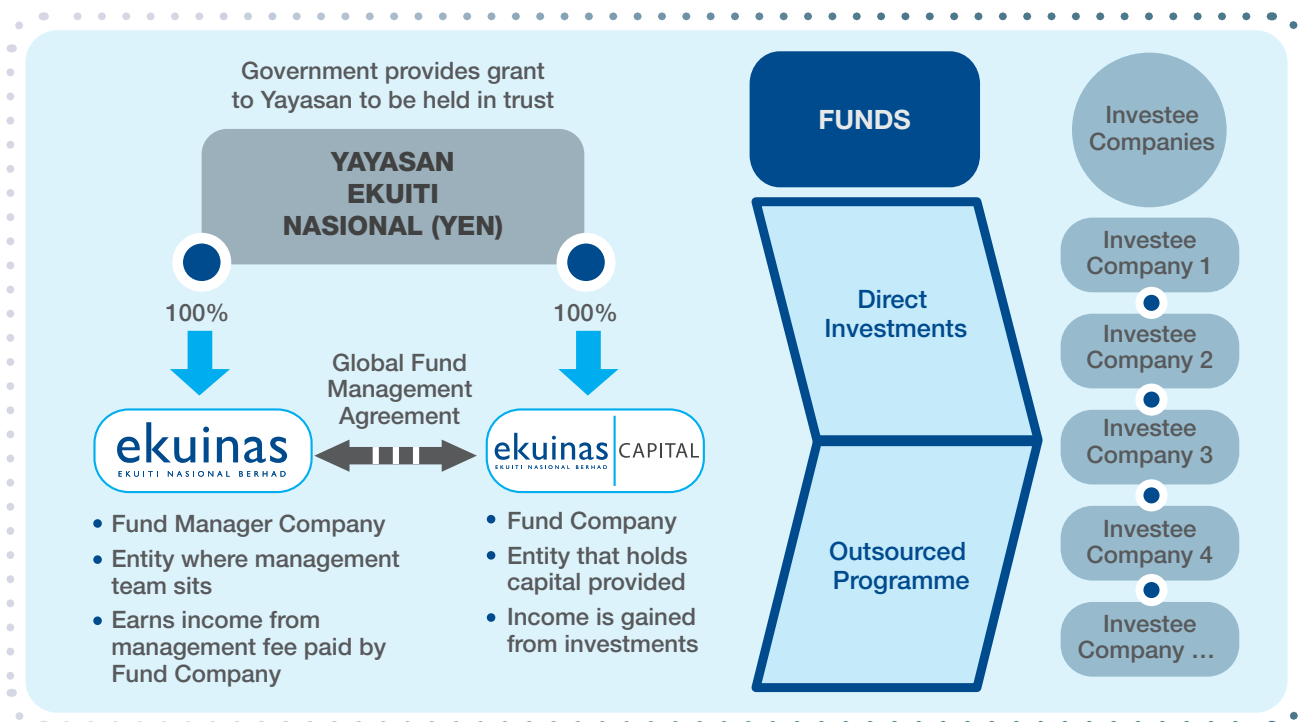 Government provides grant
to Yayasan to be held in trust
YAYASAN
EKUITI
NASIONAL (YEN)
100%
100%
Global Fund
Management
Agreement
ekuinas
EKUITI NASIONAL BERHAD
ekuinas
EKUITI NASIONAL BERHAD
CAPITAL
• Fund Manager Company
• Entity where management
team sits
• Earns income from
management fee paid by
Fund Company
• Fund Company
• Entity that holds
capital provided
• Income is gained
from investments
FUNDS
Direct
Investments
Outsourced
Programme
Investee
Companies
Investee
Company 1
Investee
Company 2
Investee
Company 3
Investee
Company 4
Investee
Company ...